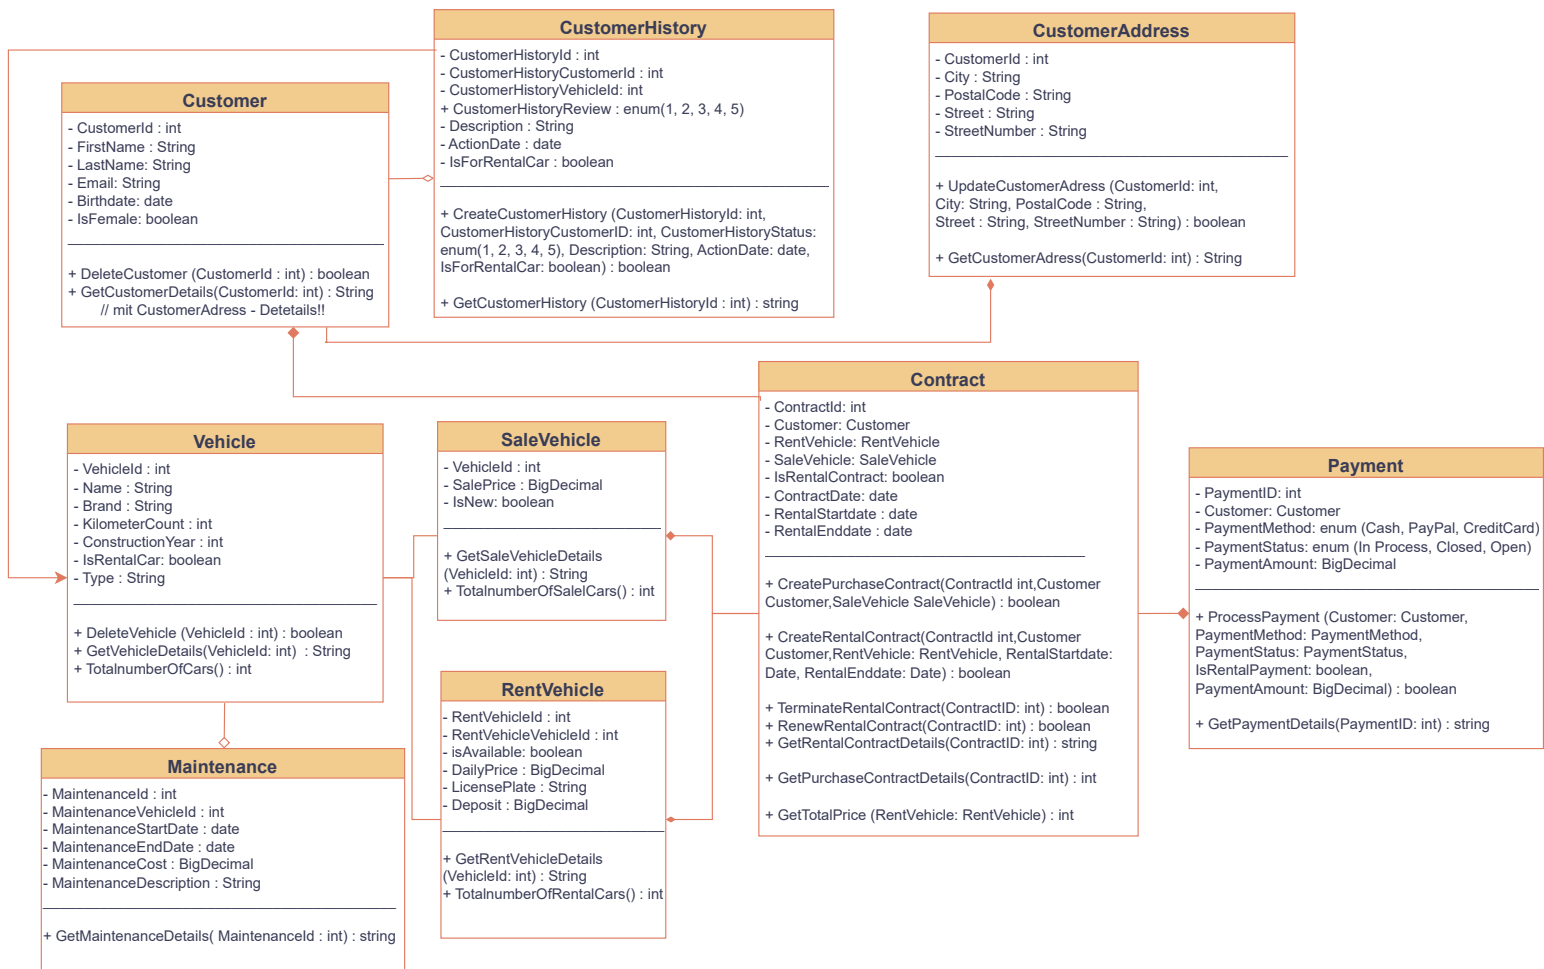 CustomerHistory
- CustomerHistoryId : int
- CustomerHistoryCustomerId : int
- CustomerHistoryVehicleId: int
+ CustomerHistoryReview : enum(1, 2, 3, 4, 5)
- Description : String
- ActionDate : date
- IsForRentalCar : boolean
+ CreateCustomerHistory (CustomerHistoryId: int,
CustomerHistoryCustomerID: int, CustomerHistoryStatus:
enum(1, 2, 3, 4, 5), Description: String, ActionDate: date,
IsForRentalCar: boolean) : boolean
+ GetCustomerHistory (CustomerHistoryId : int) : string
CustomerAddress
- CustomerId : int
- City : String
- PostalCode : String
- Street : String
- StreetNumber : String
+ UpdateCustomerAdress (CustomerId: int,
City: String, PostalCode : String,
Street : String, StreetNumber : String) : boolean
+ GetCustomerAdress(CustomerId: int) : String
Customer
- CustomerId : int
- FirstName : String
- LastName: String
- Email: String
- Birthdate: date
- IsFemale: boolean
+ DeleteCustomer (CustomerId : int) : boolean
+ GetCustomerDetails(CustomerId: int) : String
// mit CustomerAdress - Detetails!!
Vehicle
- VehicleId : int
- Name : String
- Brand : String
- KilometerCount : int
- ConstructionYear : int
- IsRentalCar: boolean
- Type : String
+ DeleteVehicle (VehicleId : int) : boolean
+ GetVehicleDetails(VehicleId: int) : String
+ TotalnumberOfCars() : int
SaleVehicle
- VehicleId : int
- SalePrice : BigDecimal
- IsNew: boolean
+ GetSaleVehicleDetails
(VehicleId: int) : String
+ TotalnumberOfSalelCars() : int
Contract
- ContractId: int
- Customer: Customer
- RentVehicle: RentVehicle
- SaleVehicle: SaleVehicle
- IsRentalContract: boolean
- ContractDate: date
- RentalStartdate : date
- RentalEnddate : date
+ CreatePurchaseContract(ContractId int,Customer
Customer,SaleVehicle SaleVehicle) : boolean
+ CreateRentalContract(ContractId int,Customer
Customer,RentVehicle: RentVehicle, RentalStartdate:
Date, RentalEnddate: Date) : boolean
+ TerminateRentalContract(ContractID: int) : boolean
+ RenewRentalContract(ContractID: int) : boolean
+ GetRentalContractDetails(ContractID: int) : string
+ GetPurchaseContractDetails(ContractID: int) : int
+ GetTotalPrice (RentVehicle: RentVehicle) : int
Payment
- PaymentID: int
- Customer: Customer
- PaymentMethod: enum (Cash, PayPal, CreditCard)
- PaymentStatus: enum (In Process, Closed, Open)
- PaymentAmount: BigDecimal
+ ProcessPayment (Customer: Customer,
PaymentMethod: PaymentMethod,
PaymentStatus: PaymentStatus,
IsRentalPayment: boolean,
PaymentAmount: BigDecimal) : boolean
+ GetPaymentDetails(PaymentID: int) : string
RentVehicle
- RentVehicleId : int
- RentVehicleVehicleId : int
- isAvailable: boolean
- DailyPrice : BigDecimal
- LicensePlate : String
- Deposit : BigDecimal
+ GetRentVehicleDetails
(VehicleId: int) : String
+ TotalnumberOfRentalCars() : int
Maintenance
- MaintenanceId : int
- MaintenanceVehicleId : int
- MaintenanceStartDate : date
- MaintenanceEndDate : date
- MaintenanceCost : BigDecimal
- MaintenanceDescription : String
+ GetMaintenanceDetails( MaintenanceId : int) : string